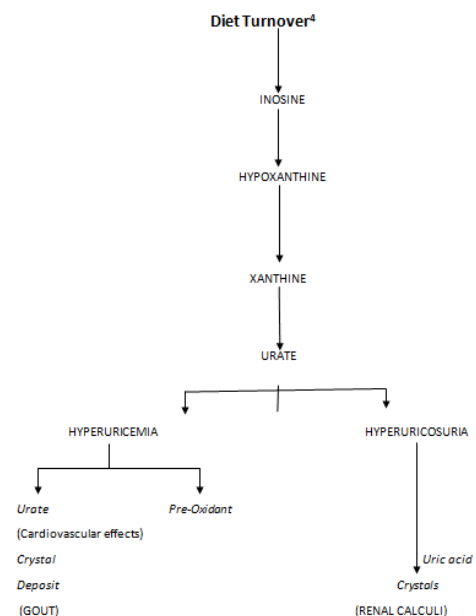 Diet Turnover⁴
INOSINE
HYPOXANTHINE
XANTHINE
URATE
HYPERURICEMIA
HYPERURICOSURIA
Urate
Pre-Oxidant
(Cardiovascular effects)
Crystal
Uric acid
Deposit
Crystals
(GOUT)
(RENAL CALCULI)